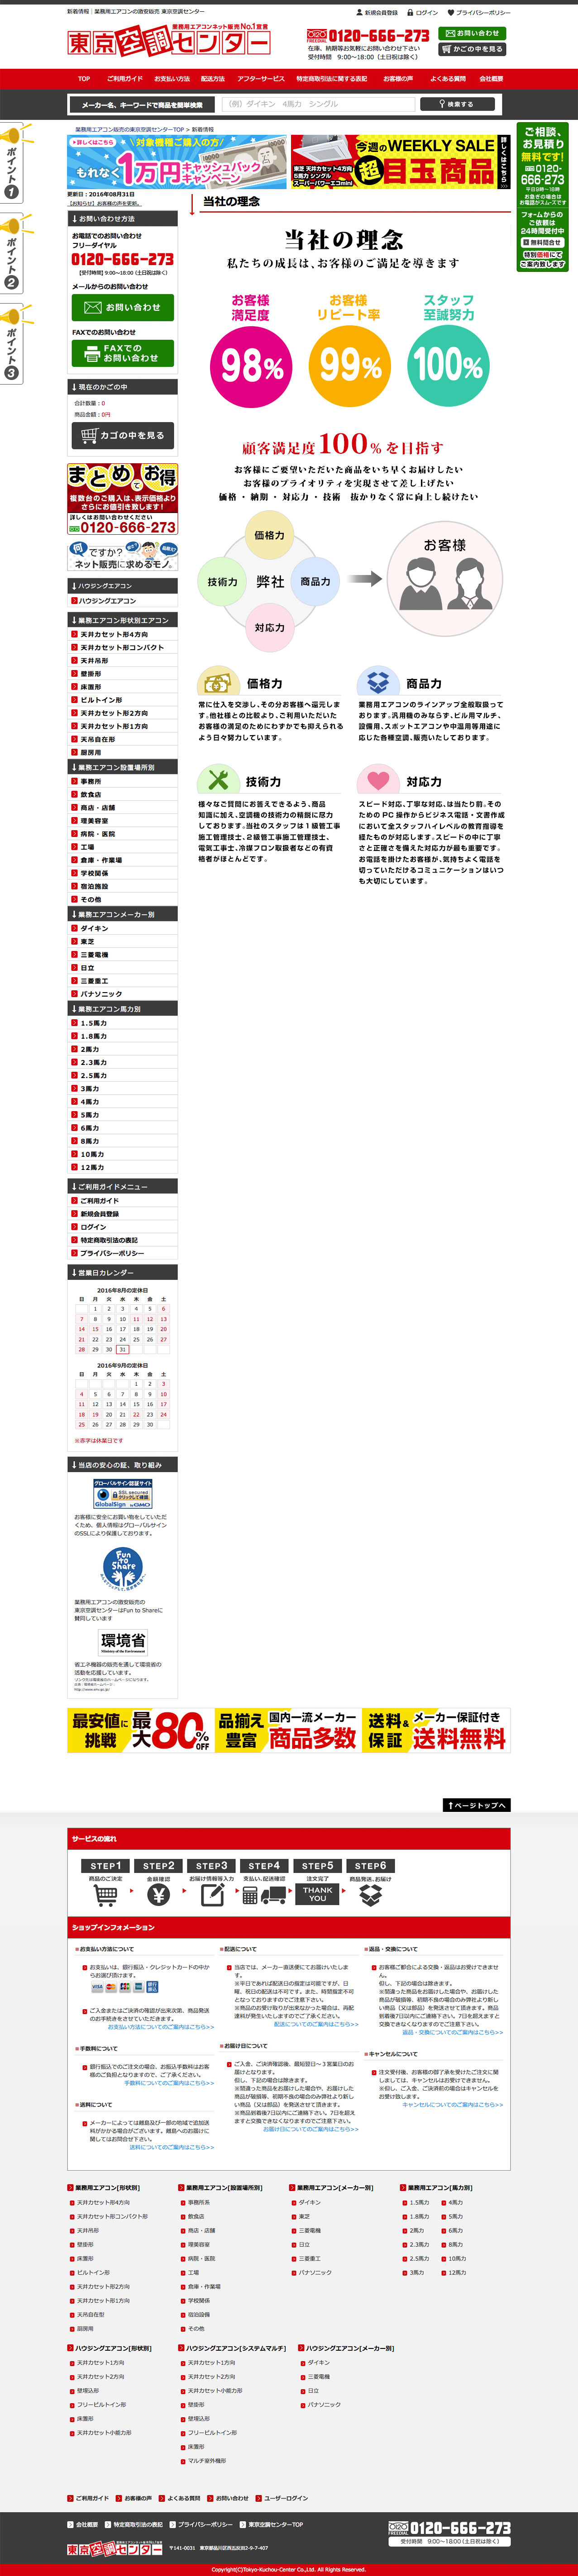 新着情報｜業務用エアコンの激安販売 東京空調センター
新規会員登録 ログイン プライバシーポリシー
業務用エアコンネット販売No.1宣言
東京空調センター
FREEDIAL 0120-666-273
在庫、納期等お気軽にお問い合わせ下さい
受付時間 9:00～18:00（土日祝は除く）
お問い合わせ
かごの中を見る
TOP ご利用ガイド お支払い方法 配送方法 アフターサービス 特定商取引法に関する表記 お客様の声 よくある質問 会社概要
メーカー名、キーワードで商品を簡単検索
（例）ダイキン 4馬力 シングル
検索する
業務用エアコン販売の東京空調センターTOP > 新着情報
ポイント1
ポイント2
ポイント3
詳しくはこちら
対象機種ご購入の方！
もれなく1万円キャッシュバックキャンペーン
東芝 天井カセット4方向
5馬力 シングル
スーパーパワーエコmini
今週のWEEKLY SALE
超目玉商品
詳しくはこちら
ご相談、
お見積り
無料です！
0120-
666-273
平日9時～18時
お急ぎの場合は
お電話がスムーズです
フォームからの
ご依頼は
24時間受付中
無料問合せ
特別価格にて
ご案内致します
更新日：2016年08月31日
【お知らせ】お客様の声を更新。
お問い合わせ方法
お電話でのお問い合わせ
フリーダイヤル
0120-666-273
【受付時間】9:00～18:00（土日祝は除く）
メールからのお問い合わせ
お問い合わせ
FAXでのお問い合わせ
FAXでの
お問い合わせ
現在のかごの中
合計数量：0
商品金額：0円
カゴの中を見る
まとめてお得
複数台のご購入は、表示価格より
さらにお値引き致します！
詳しくはお問い合わせください
0120-666-273
何ですか？
ネット販売に求めるモノ。
当社の理念
当社の理念
私たちの成長は、お客様のご満足を導きます
お客様
満足度
98%
お客様
リピート率
99%
スタッフ
至誠努力
100%
顧客満足度100％を目指す
お客様にご要望いただいた商品をいち早くお届けしたい
お客様のプライオリティを実現させて差し上げたい
価格・納期・対応力・技術 抜かりなく常に向上し続けたい
価格力
技術力
弊社
商品力
対応力
お客様
価格力
常に仕入を交渉し、その分お客様へ還元します。他社様との比較より、ご利用いただいたお客様の満足のためにわずかでも抑えられるよう日々努力しています。
商品力
業務用エアコンのラインアップ全般取扱っております。汎用機のみならず、ビル用マルチ、設備用、スポットエアコンや中温用等用途に応じた各種空調、販売いたしております。
技術力
様々なご質問にお答えできるよう、商品知識に加え、空調機の技術力の精鋭に尽力しております。当社のスタッフは１級管工事施工管理技士、２級管工事施工管理技士、電気工事士、冷媒フロン取扱者などの有資格者がほとんどです。
対応力
スピード対応、丁寧な対応、は当たり前。そのための PC 操作からビジネス電話・文書作成において全スタッフハイレベルの教育指導を経たものが対応します。スピードの中に丁寧さと正確さを備えた対応力が最も重要です。お電話を掛けたお客様が、気持ちよく電話を切っていただけるコミュニケーションはいつも大切にしています。
ハウジングエアコン
ハウジングエアコン
業務エアコン形状別エアコン
天井カセット形4方向
天井カセット形コンパクト
天井吊形
壁掛形
床置形
ビルトイン形
天井カセット形2方向
天井カセット形1方向
天吊自在形
厨房用
業務エアコン設置場所別
事務所
飲食店
商店・店舗
理美容室
病院・医院
工場
倉庫・作業場
学校関係
宿泊施設
その他
業務エアコンメーカー別
ダイキン
東芝
三菱電機
日立
三菱重工
パナソニック
業務エアコン馬力別
1.5馬力
1.8馬力
2馬力
2.3馬力
2.5馬力
3馬力
4馬力
5馬力
6馬力
8馬力
10馬力
12馬力
ご利用ガイドメニュー
ご利用ガイド
新規会員登録
ログイン
特定商取引法の表記
プライバシーポリシー
営業日カレンダー
2016年8月の定休日
日 月 火 水 木 金 土
1 2 3 4 5 6
7 8 9 10 11 12 13
14 15 16 17 18 19 20
21 22 23 24 25 26 27
28 29 30 31
2016年9月の定休日
日 月 火 水 木 金 土
1 2 3
4 5 6 7 8 9 10
11 12 13 14 15 16 17
18 19 20 21 22 23 24
25 26 27 28 29 30
※赤字は休業日です
当店の安心の証、取り組み
グローバルサイン認証サイト
SSL secured
クリックして確認
GlobalSign by GMO
お客様に安全にお買い物をしていただくため、個人情報はグローバルサインのSSLにより保護しております。
Fun to Share
業務用エアコンの激安販売の
東京空調センターはFun to Shareに賛同しています
環境省
Ministry of the Environment
省エネ機器の販売を通して環境省の活動を応援しています。
最安値に挑戦 最大80%OFF
品揃え豊富 国内一流メーカー商品多数
送料&保証 メーカー保証付き送料無料
ページトップへ
サービスの流れ
STEP1 STEP2 STEP3 STEP4 STEP5 STEP6
商品のご決定 金額確認 お届け情報等入力 支払い、配送確認 注文完了 商品発送、お届け
THANK YOU
ショップインフォメーション
お支払い方法について
お支払いは、銀行振込・クレジットカードの中からお選び頂けます。
ご入金またはご決済の確認が出来次第、商品発送のお手続きをさせていただきます。
お支払い方法についてのご案内はこちら>>
手数料について
銀行振込でのご注文の場合、お振込手数料はお客様のご負担となりますので、ご了承ください。
手数料についてのご案内はこちら>>
送料について
メーカーによっては離島及び一部の地域で追加送料がかかる場合がございます。離島へのお届けに関してはお問合せ下さい。
送料についてのご案内はこちら>>
配送について
当店では、メーカー直送便にてお届けいたします。
※平日であれば配送日の指定は可能ですが、日曜、祝日の配送は不可です。また、時間指定不可となっておりますのでご注意下さい。
※商品のお受け取りが出来なかった場合は、再配達料が発生いたしますのでご了承ください。
配送についてのご案内はこちら>>
お届け日について
ご入金、ご決済確認後、最短翌日～３営業日のお届けとなります。
但し、下記の場合は除きます。
※間違った商品をお届けした場合や、お届けした商品が破損等、初期不良の場合のみ弊社より新しい商品（又は部品）を発送させて頂きます。
※商品到着後7日以内にご連絡下さい。7日を超えますと交換できなくなりますのでご注意下さい。
お届け日についてのご案内はこちら>>
返品・交換について
お客様ご都合による交換・返品はお受けできません。
但し、下記の場合は除きます。
※間違った商品をお届けした場合や、お届けした商品が破損等、初期不良の場合のみ弊社より新しい商品（又は部品）を発送させて頂きます。商品到着後7日以内にご連絡下さい。7日を超えますと交換できなくなりますのでご注意下さい。
返品・交換についてのご案内はこちら>>
キャンセルについて
注文受付後、お客様の御了承を受けたご注文に関しましては、キャンセルはお受けできません。
※但し、ご入金、ご決済前の場合はキャンセルをお受け致します。
キャンセルについてのご案内はこちら>>
業務用エアコン[形状別]
天井カセット形4方向
天井カセット形コンパクト形
天井吊形
壁掛形
床置形
ビルトイン形
天井カセット形2方向
天井カセット形1方向
天吊自在型
厨房用
業務用エアコン[設置場所別]
事務所系
飲食店
商店・店舗
理美容室
病院・医院
工場
倉庫・作業場
学校関係
宿泊設備
その他
業務用エアコン[メーカー別]
ダイキン
東芝
三菱電機
日立
三菱重工
パナソニック
業務用エアコン[馬力別]
1.5馬力 4馬力
1.8馬力 5馬力
2馬力 6馬力
2.3馬力 8馬力
2.5馬力 10馬力
3馬力 12馬力
ハウジングエアコン[形状別]
天井カセット1方向
天井カセット2方向
壁埋込形
フリービルトイン形
床置形
天井カセット小能力形
ハウジングエアコン[システムマルチ]
天井カセット1方向
天井カセット2方向
天井カセット小能力形
壁掛形
壁埋込形
フリービルトイン形
床置形
マルチ室外機形
ハウジングエアコン[メーカー別]
ダイキン
三菱電機
日立
パナソニック
ご利用ガイド お客様の声 よくある質問 お問い合わせ ユーザーログイン
会社概要 特定商取引法の表記 プライバシーポリシー 東京空調センターTOP
FREEDIAL 0120-666-273
受付時間 9:00～18:00（土日祝は除く）
東京空調センター
〒141-0031 東京都品川区西五反田2-9-7-407
Copyright(C)Tokyo-Kuchou-Center Co.,Ltd. All Rights Reserved.